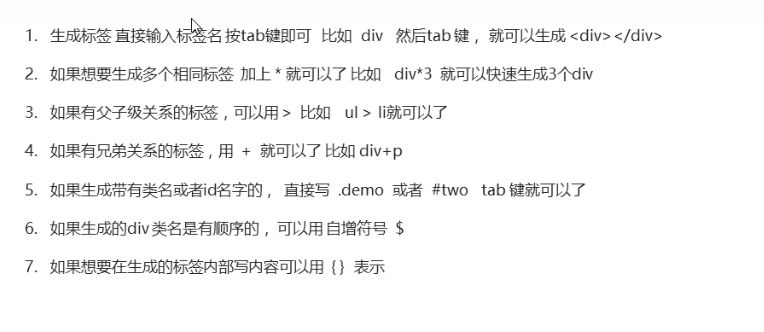 1. 生成标签 直接输入标签名 按tab键即可 比如 div 然后tab 键， 就可以生成 <div></div>
2. 如果想要生成多个相同标签 加上 * 就可以了 比如 div*3 就可以快速生成3个div
3. 如果有父子级关系的标签，可以用 > 比如 ul > li就可以了
4. 如果有兄弟关系的标签，用 + 就可以了 比如 div+p
5. 如果生成带有类名或者id名字的， 直接写 .demo 或者 #two tab 键就可以了
6. 如果生成的div 类名是有顺序的， 可以用 自增符号 $
7. 如果想要在生成的标签内部写内容可以用 { } 表示